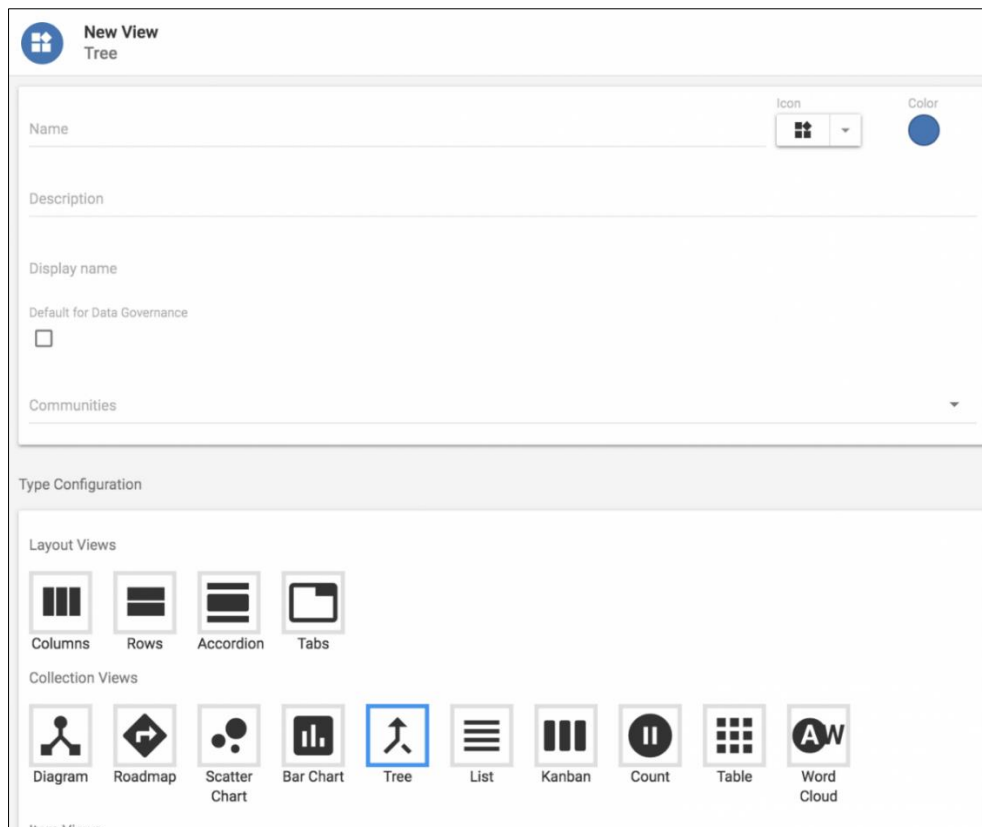 New View
Tree
Icon
Color
Name
Description
Display name
Default for Data Governance
Communities
Type Configuration
Layout Views
Columns
Rows
Accordion
Tabs
Collection Views
Diagram
Roadmap
Scatter
Chart
Bar Chart
Tree
List
Kanban
Count
Table
AW
Word
Cloud